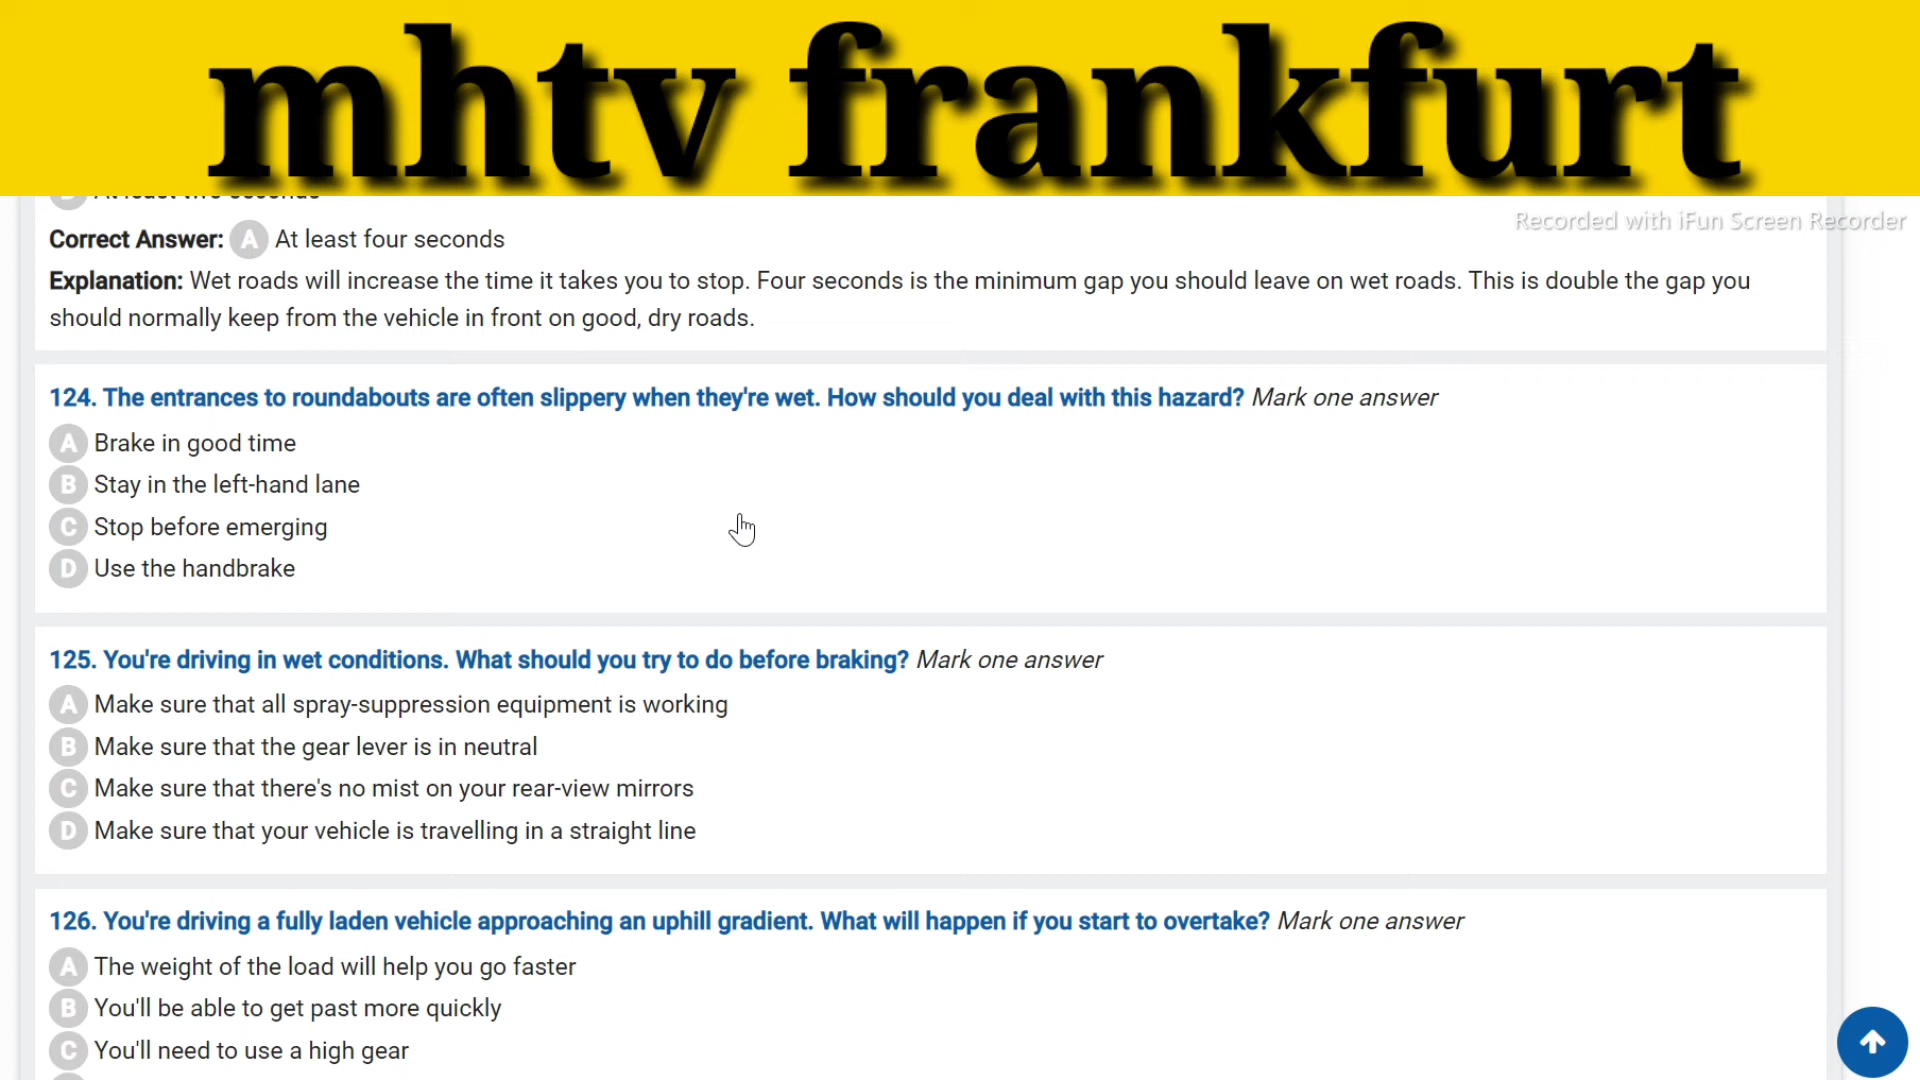 mhtv frankfurt
Recorded with iFun Screen Recorder
Correct Answer: A At least four seconds
Explanation: Wet roads will increase the time it takes you to stop. Four seconds is the minimum gap you should leave on wet roads. This is double the gap you
should normally keep from the vehicle in front on good, dry roads.
124. The entrances to roundabouts are often slippery when they're wet. How should you deal with this hazard? Mark one answer
A Brake in good time
B Stay in the left-hand lane
C Stop before emerging
D Use the handbrake
125. You're driving in wet conditions. What should you try to do before braking? Mark one answer
A Make sure that all spray-suppression equipment is working
B Make sure that the gear lever is in neutral
C Make sure that there's no mist on your rear-view mirrors
D Make sure that your vehicle is travelling in a straight line
126. You're driving a fully laden vehicle approaching an uphill gradient. What will happen if you start to overtake? Mark one answer
A The weight of the load will help you go faster
B You'll be able to get past more quickly
C You'll need to use a high gear